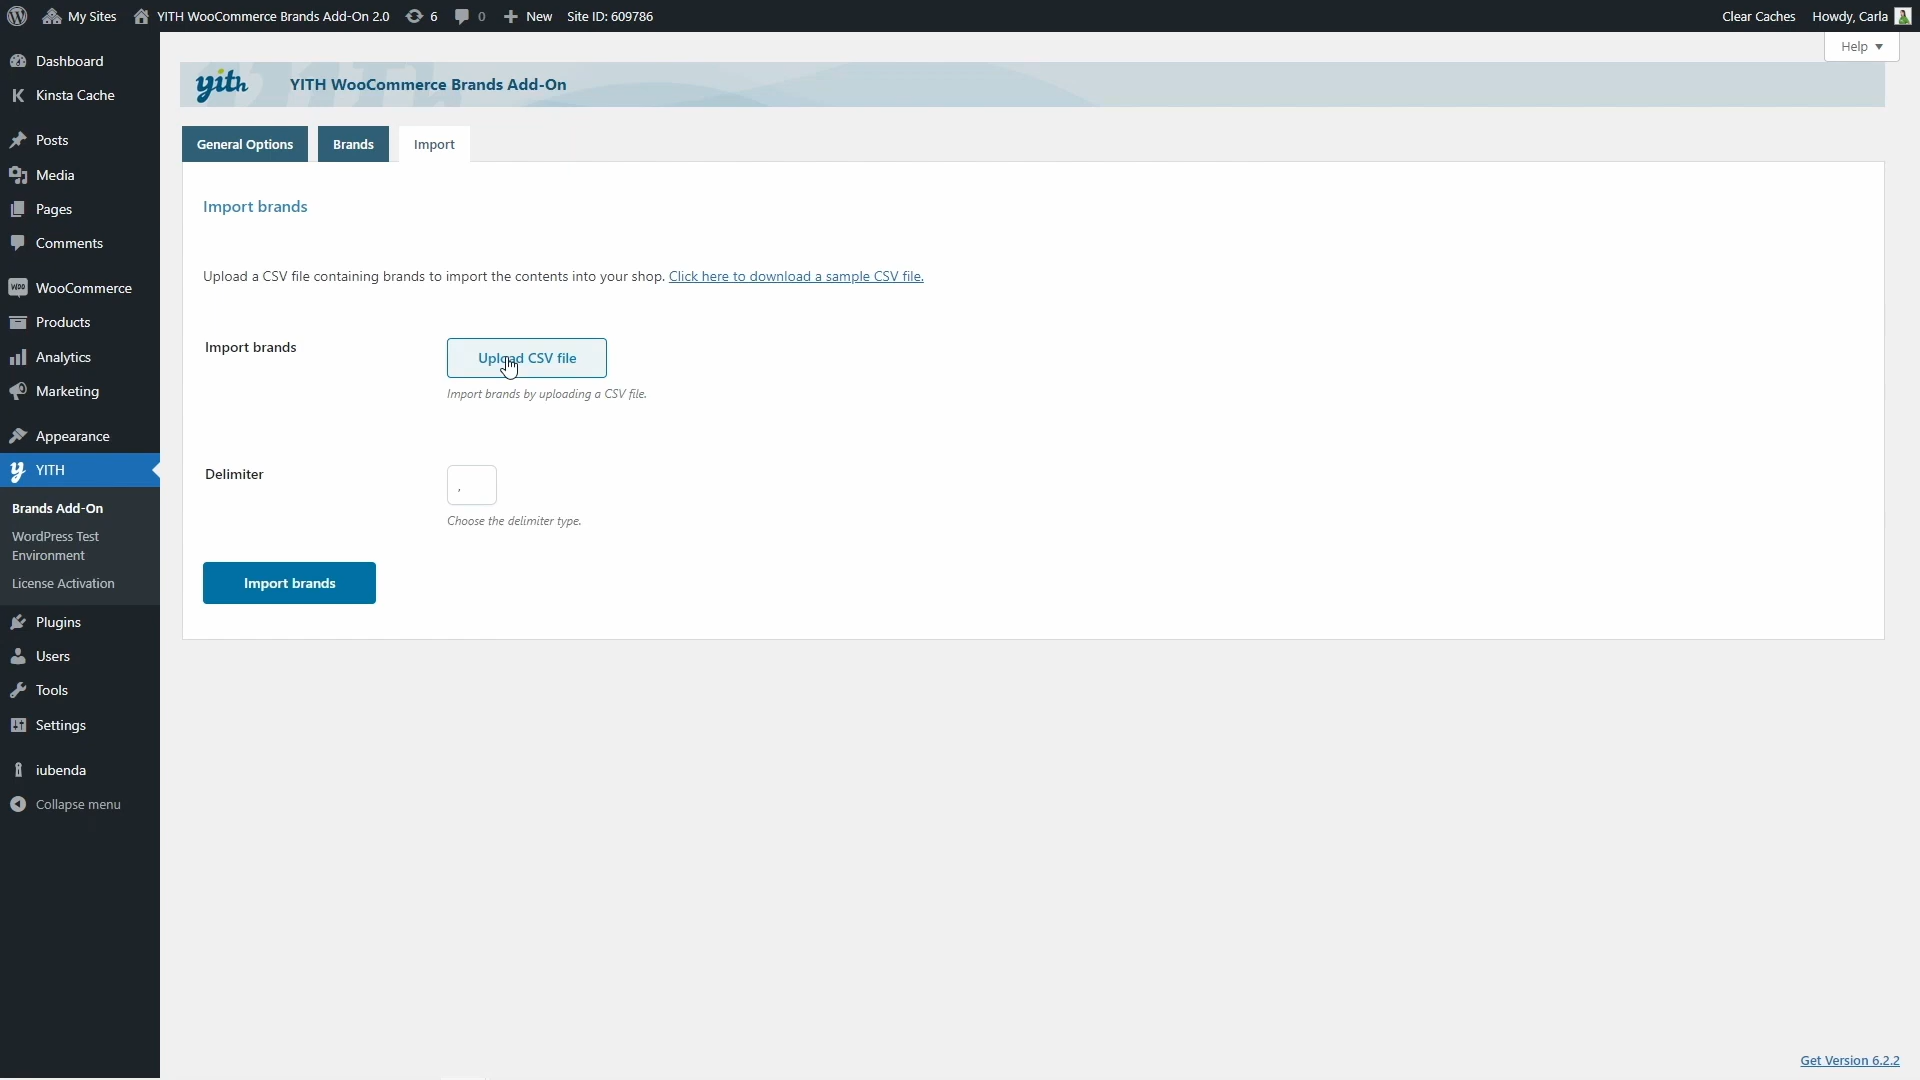 My Sites
YITH WooCommerce Brands Add-On 2.0
6
0
New
Site ID: 609786
Clear Caches
Howdy, Carla
Help
Dashboard
Kinsta Cache
Posts
Media
Pages
Comments
WooCommerce
Products
Analytics
Marketing
Appearance
YITH
Brands Add-On
WordPress Test
Environment
License Activation
Plugins
Users
Tools
Settings
iubenda
Collapse menu
yith
YITH WooCommerce Brands Add-On
General Options
Brands
Import
Import brands
Upload a CSV file containing brands to import the contents into your shop. Click here to download a sample CSV file.
Import brands
Upload CSV file
Import brands by uploading a CSV file.
Delimiter
,
Choose the delimiter type.
Import brands
Get Version 6.2.2